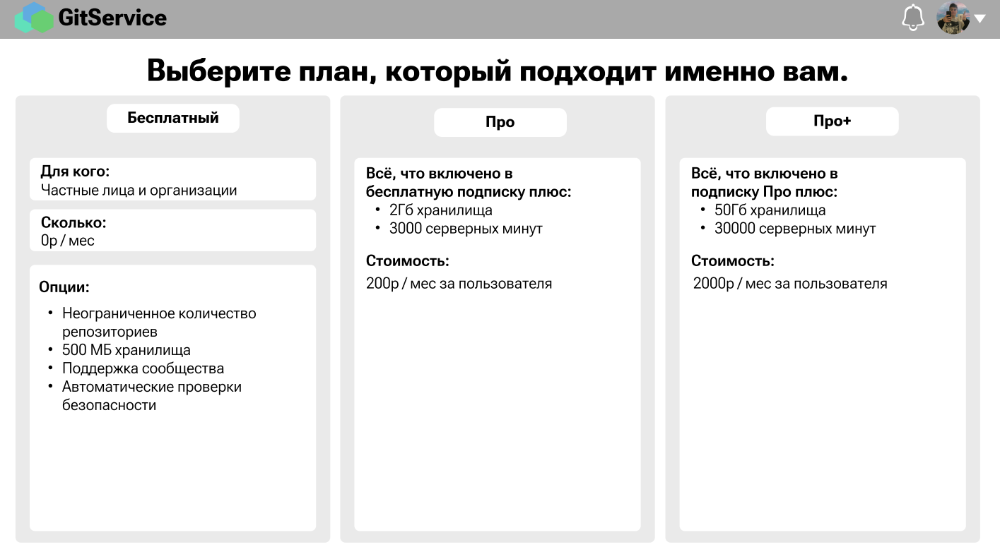 GitService
Выберите план, который подходит именно вам.
Бесплатный
Для кого:
Частные лица и организации
Сколько:
0р / мес
Опции:
• Неограниченное количество
репозиториев
• 500 МБ хранилища
• Поддержка сообщества
• Автоматические проверки
безопасности
Про
Всё, что включено в
бесплатную подписку плюс:
• 2Гб хранилища
• 3000 серверных минут
Стоимость:
200р / мес за пользователя
Про+
Всё, что включено в
подписку Про плюс:
• 50Гб хранилища
• 30000 серверных минут
Стоимость:
2000р / мес за пользователя